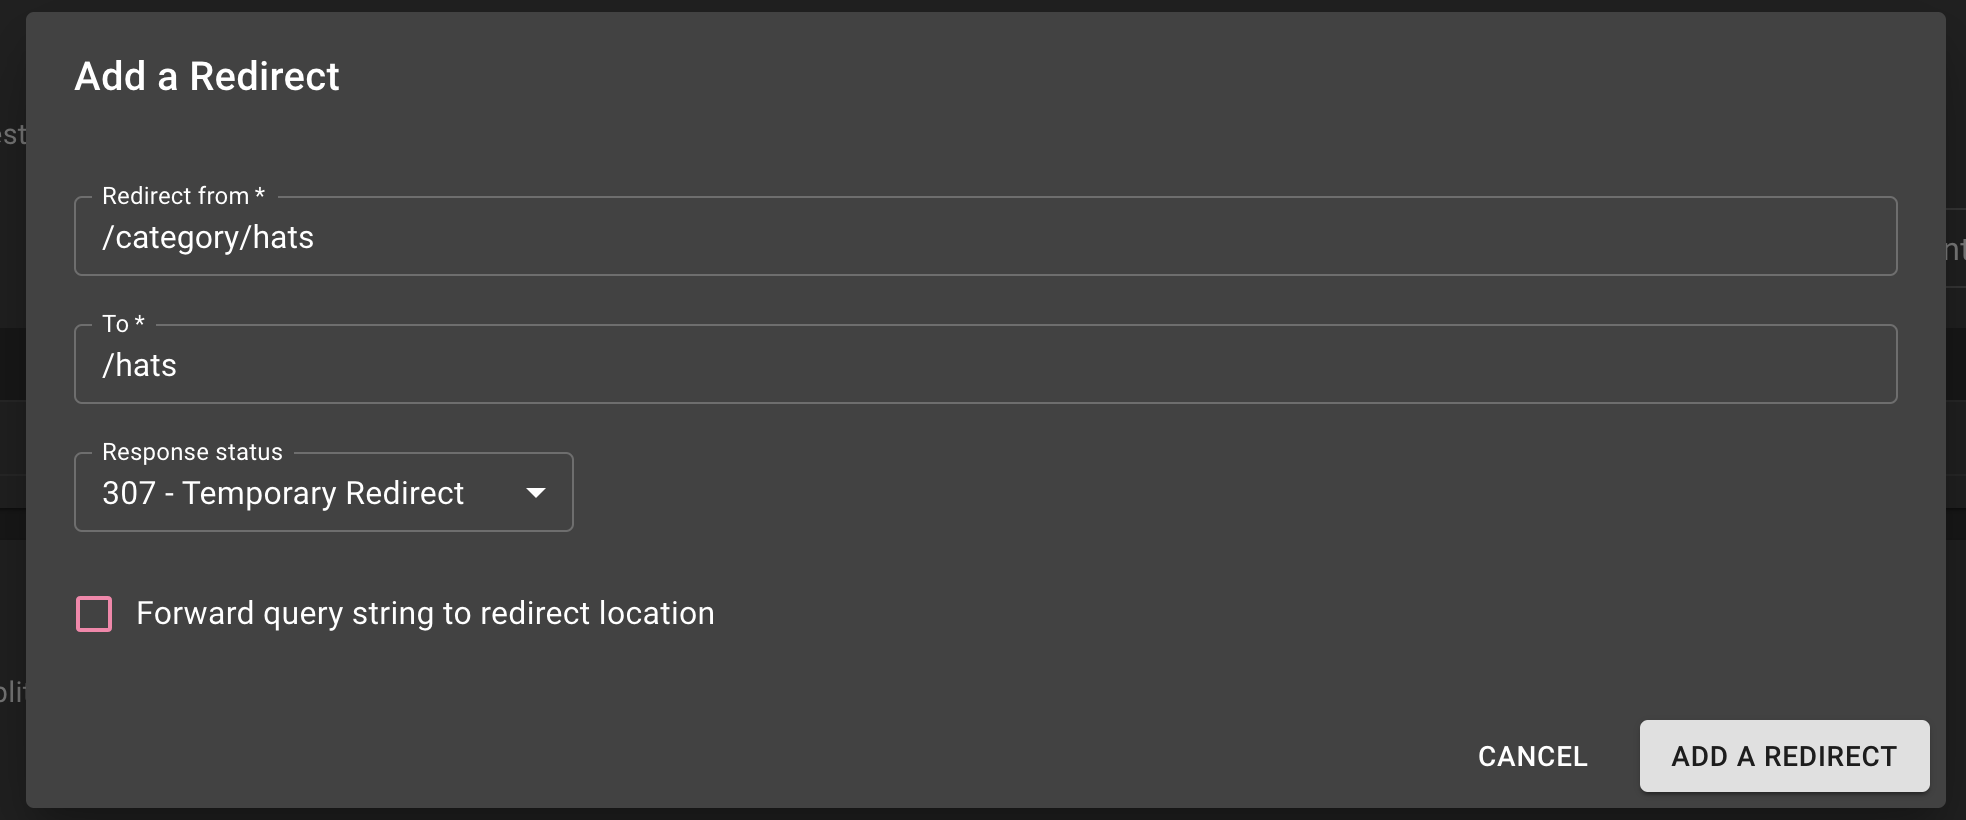 Add a Redirect
Redirect from *
/category/hats
To *
/hats
Response status
307 - Temporary Redirect
Forward query string to redirect location
CANCEL
ADD A REDIRECT